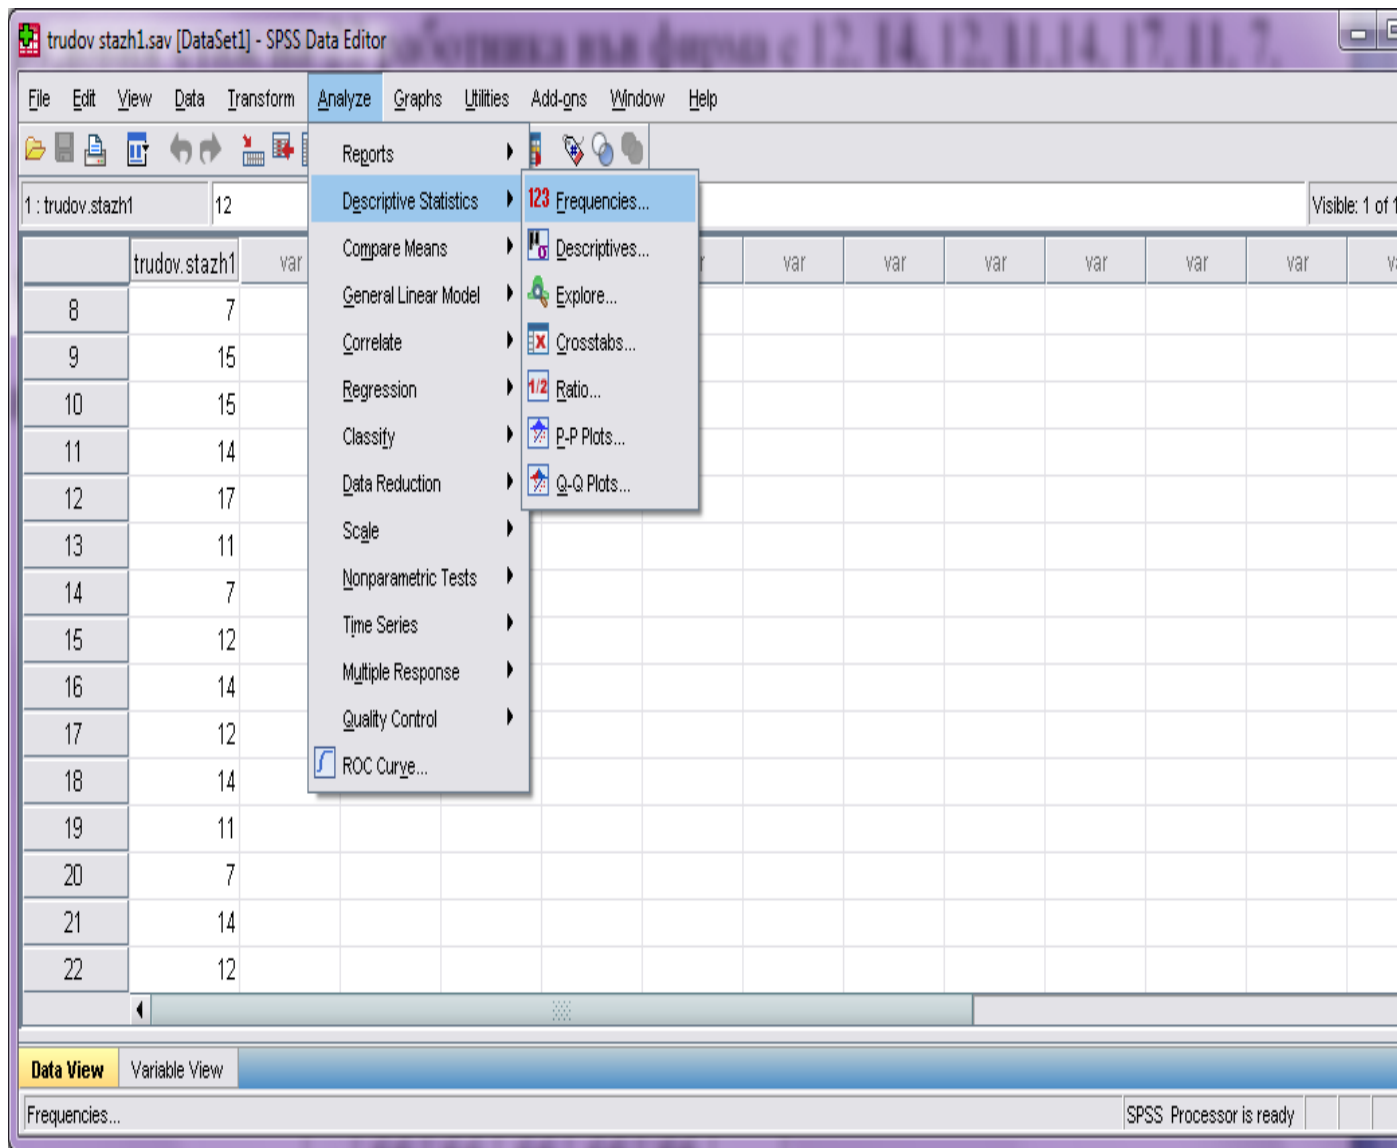 trudov stazh1.sav [DataSet1] - SPSS Data Editor
File Edit View Data Transform Analyze Graphs Utilities Add-ons Window Help
1 : trudov.stazh1 12 Visible: 1 of 1
trudov.stazh1 var var var var var var var
8 7
9 15
10 15
11 14
12 17
13 11
14 7
15 12
16 14
17 12
18 14
19 11
20 7
21 14
22 12
Reports
Descriptive Statistics
Compare Means
General Linear Model
Correlate
Regression
Classify
Data Reduction
Scale
Nonparametric Tests
Time Series
Multiple Response
Quality Control
ROC Curve...
123 Frequencies...
Descriptives...
Explore...
Crosstabs...
1/2 Ratio...
P-P Plots...
Q-Q Plots...
Data View Variable View
Frequencies... SPSS Processor is ready